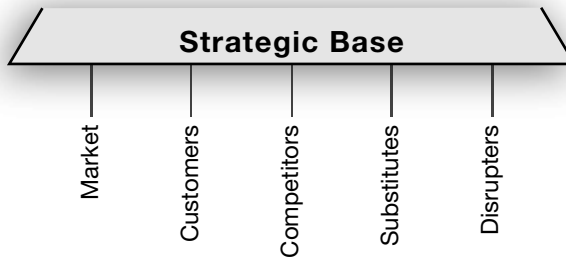 Strategic Base
Market
Customers
Competitors
Substitutes
Disrupters